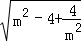 √(m² − 4 + 4/m²)